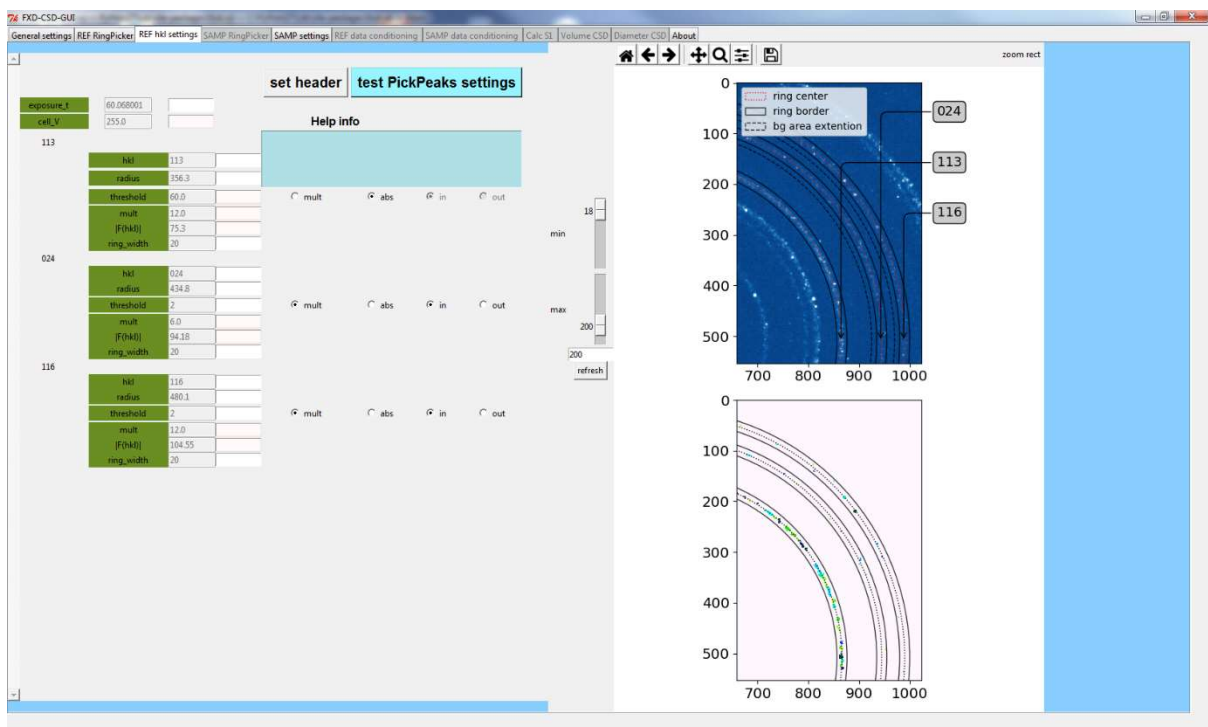 FXD-CSD-GUI
General settings REF RingPicker REF hkl settings SAMP RingPicker SAMP settings REF data conditioning SAMP data conditioning Calc S1 Volume CSD Diameter CSD About
zoom rect
set header test PickPeaks settings
exposure_t 60.068001
cell_V 255.0
Help info
113
hkl 113
radius 356.3
threshold 60.0 mult abs in out
mult 12.0
|F(hkl)| 75.3
ring_width 20
024
hkl 024
radius 434.8
threshold 2 mult abs in out
mult 6.0
|F(hkl)| 94.18
ring_width 20
116
hkl 116
radius 480.1
threshold 2 mult abs in out
mult 12.0
|F(hkl)| 104.55
ring_width 20
18
min
max
200
200
refresh
0
100
200
300
400
500
ring center
ring border
bg area extention
024
113
116
700 800 900 1000
0
100
200
300
400
500
700 800 900 1000